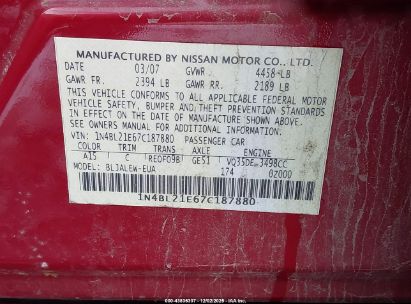 MANUFACTURED BY NISSAN MOTOR CO., LTD.
DATE 03/07 GVWR 4458-LB
GAWR FR. 2394 LB GAWR RR. 2189 LB
THIS VEHICLE CONFORMS TO ALL APPLICABLE FEDERAL MOTOR
VEHICLE SAFETY, BUMPER AND THEFT PREVENTION STANDARDS
IN EFFECT ON THE DATE OF MANUFACTURE SHOWN ABOVE.
SEE OWNERS MANUAL FOR ADDITIONAL INFORMATION
VIN: 1N4BL21E67C187880 PASSENGER CAR
COLOR TRIM TRANS. AXLE ENGINE
A15 C RE0F09B GE51 VQ35DE 3498CC
MODEL: BLJALEW-EUA 174 0Z000
1N4BL21E67C187880